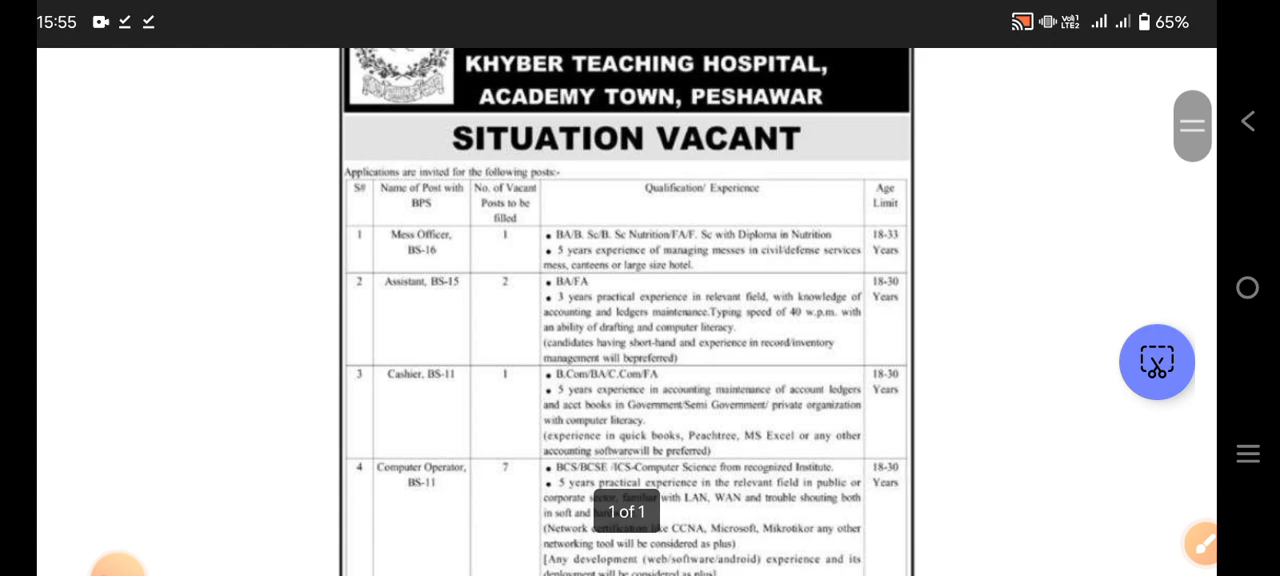 15:55
Vo))1
LTE2
65%
KHYBER TEACHING HOSPITAL,
ACADEMY TOWN, PESHAWAR
SITUATION VACANT
Applications are invited for the following posts:-
S# Name of Post with BPS No. of Vacant Posts to be filled Qualification/ Experience Age Limit
1 Mess Officer, BS-16 1 • BA/B. Sc/B. Sc Nutrition/FA/F. Sc with Diploma in Nutrition 18-33 Years
• 5 years experience of managing messes in civil/defense services
mess, canteens or large size hotel.
2 Assistant, BS-15 2 • BA/FA 18-30 Years
• 3 years practical experience in relevant field, with knowledge of
accounting and ledgers maintenance.Typing speed of 40 w.p.m. with
an ability of drafting and computer literacy.
(candidates having short-hand and experience in record/inventory
management will bepreferred)
3 Cashier, BS-11 1 • B.Com/BA/C.Com/FA 18-30 Years
• 5 years experience in accounting maintenance of account ledgers
and acct books in Government/Semi Government/ private organization
with computer literacy.
(experience in quick books, Peachtree, MS Excel or any other
accounting softwarewill be preferred)
4 Computer Operator, BS-11 7 • BCS/BCSE /ICS-Computer Science from recognized Institute. 18-30 Years
• 5 years practical experience in the relevant field in public or
corporate with LAN, WAN and trouble shouting both
in soft and
(Network CCNA, Microsoft, Mikrotikor any other
networking tool will be considered as plus)
[Any development (web/software/android) experience and its
deployment will be considered as plus]
1 of 1